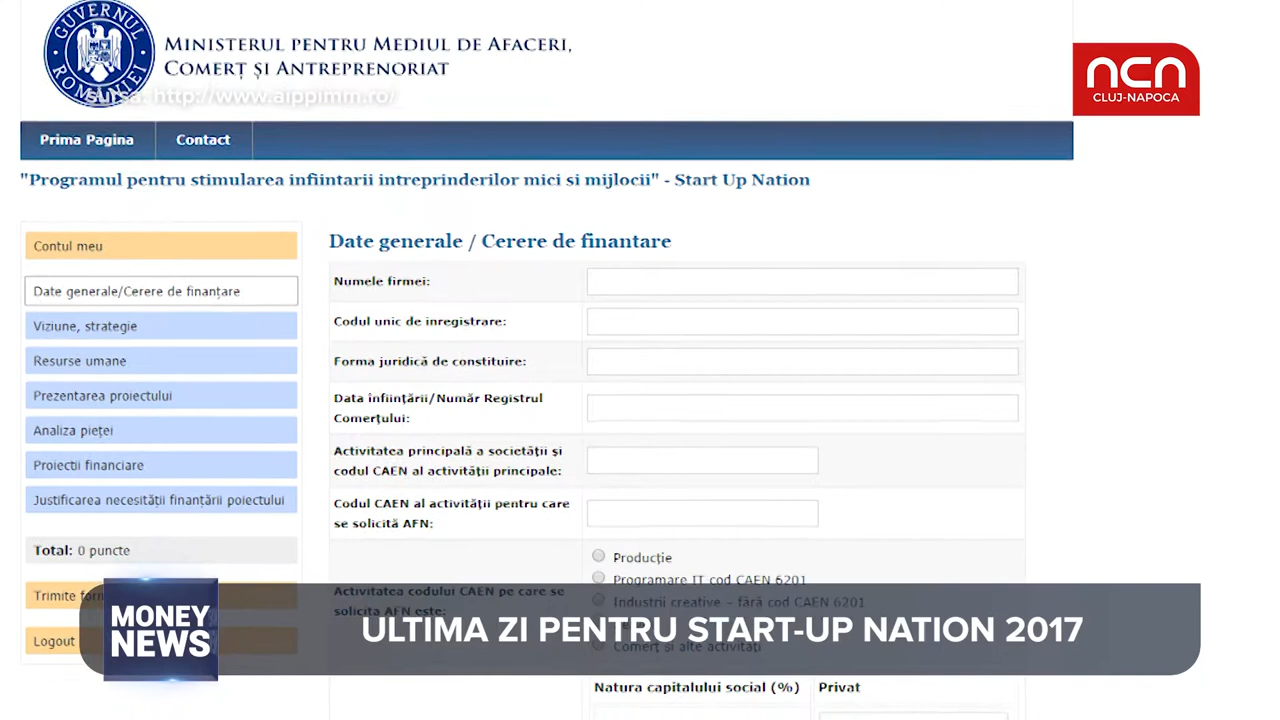 GUVERNUL ROMÂNIEI
MINISTERUL PENTRU MEDIUL DE AFACERI,
COMERȚ ȘI ANTREPRENORIAT
sursa: http://www.aippimm.ro/
ncn
CLUJ-NAPOCA
Prima Pagina
Contact
"Programul pentru stimularea infiintarii intreprinderilor mici si mijlocii" - Start Up Nation
Contul meu
Date generale/Cerere de finanțare
Viziune, strategie
Resurse umane
Prezentarea proiectului
Analiza pieței
Proiectii financiare
Justificarea necesității finanțării poiectului
Total: 0 puncte
Trimite
Logout
Date generale / Cerere de finantare
Numele firmei:
Codul unic de inregistrare:
Forma juridică de constituire:
Data înființării/Număr Registrul
Comerțului:
Activitatea principală a societății și
codul CAEN al activității principale:
Codul CAEN al activității pentru care
se solicită AFN:
Activitatea codului CAEN pe care se
solicita AFN este:
Producție
Programare IT cod CAEN 6201
Industrii creative – fără cod CAEN 6201
Comerț si alte activități
Natura capitalului social (%)
Privat
MONEY
NEWS
ULTIMA ZI PENTRU START-UP NATION 2017